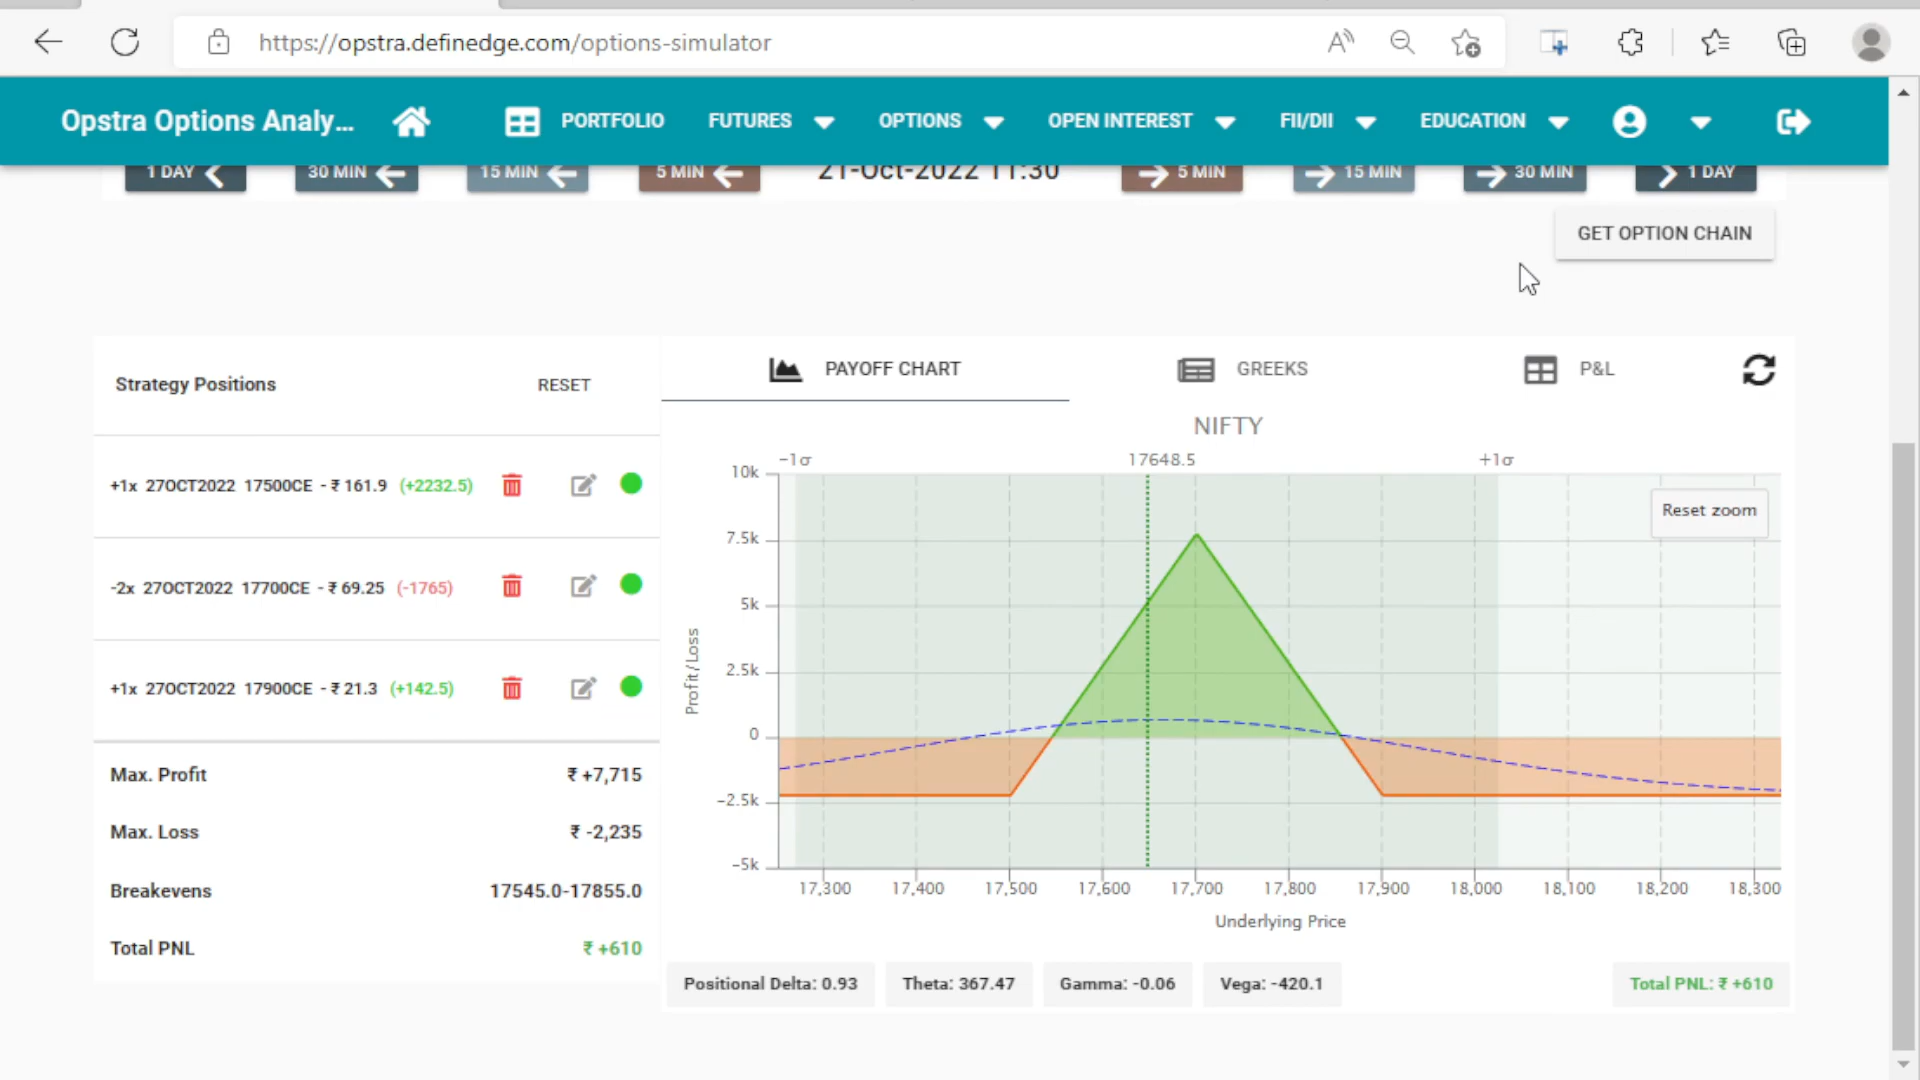 https://opstra.definedge.com/options-simulator
Opstra Options Analy... PORTFOLIO FUTURES OPTIONS OPEN INTEREST FII/DII EDUCATION
1 DAY 30 MIN 15 MIN 5 MIN 21-Oct-2022 11:30 5 MIN 15 MIN 30 MIN 1 DAY
GET OPTION CHAIN
Strategy Positions RESET
+1x 27OCT2022 17500CE - ₹ 161.9 (+2232.5)
-2x 27OCT2022 17700CE - ₹ 69.25 (-1765)
+1x 27OCT2022 17900CE - ₹ 21.3 (+142.5)
Max. Profit ₹ +7,715
Max. Loss ₹ -2,235
Breakevens 17545.0-17855.0
Total PNL ₹ +610
PAYOFF CHART GREEKS P&L
NIFTY
-1σ 17648.5 +1σ
Reset zoom
10k
7.5k
5k
2.5k
0
-2.5k
-5k
Profit/Loss
17,300 17,400 17,500 17,600 17,700 17,800 17,900 18,000 18,100 18,200 18,300
Underlying Price
Positional Delta: 0.93 Theta: 367.47 Gamma: -0.06 Vega: -420.1 Total PNL: ₹ +610